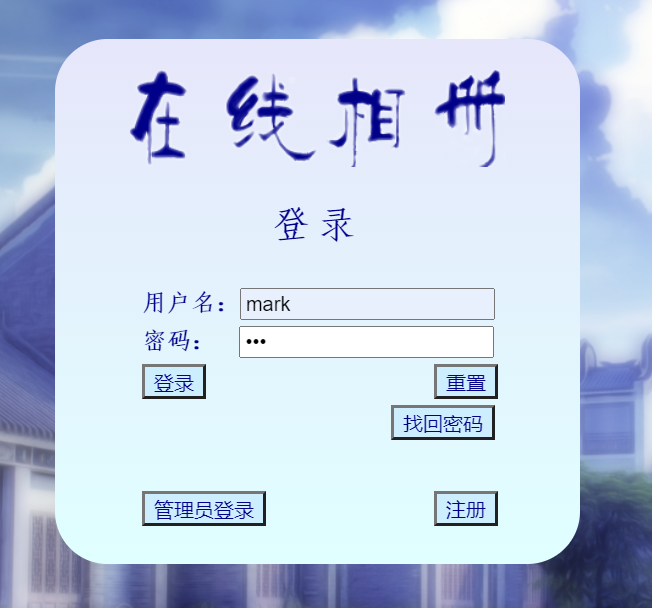 在线相册
登录
用户名： mark
密码： •••
登录 重置
找回密码
管理员登录 注册